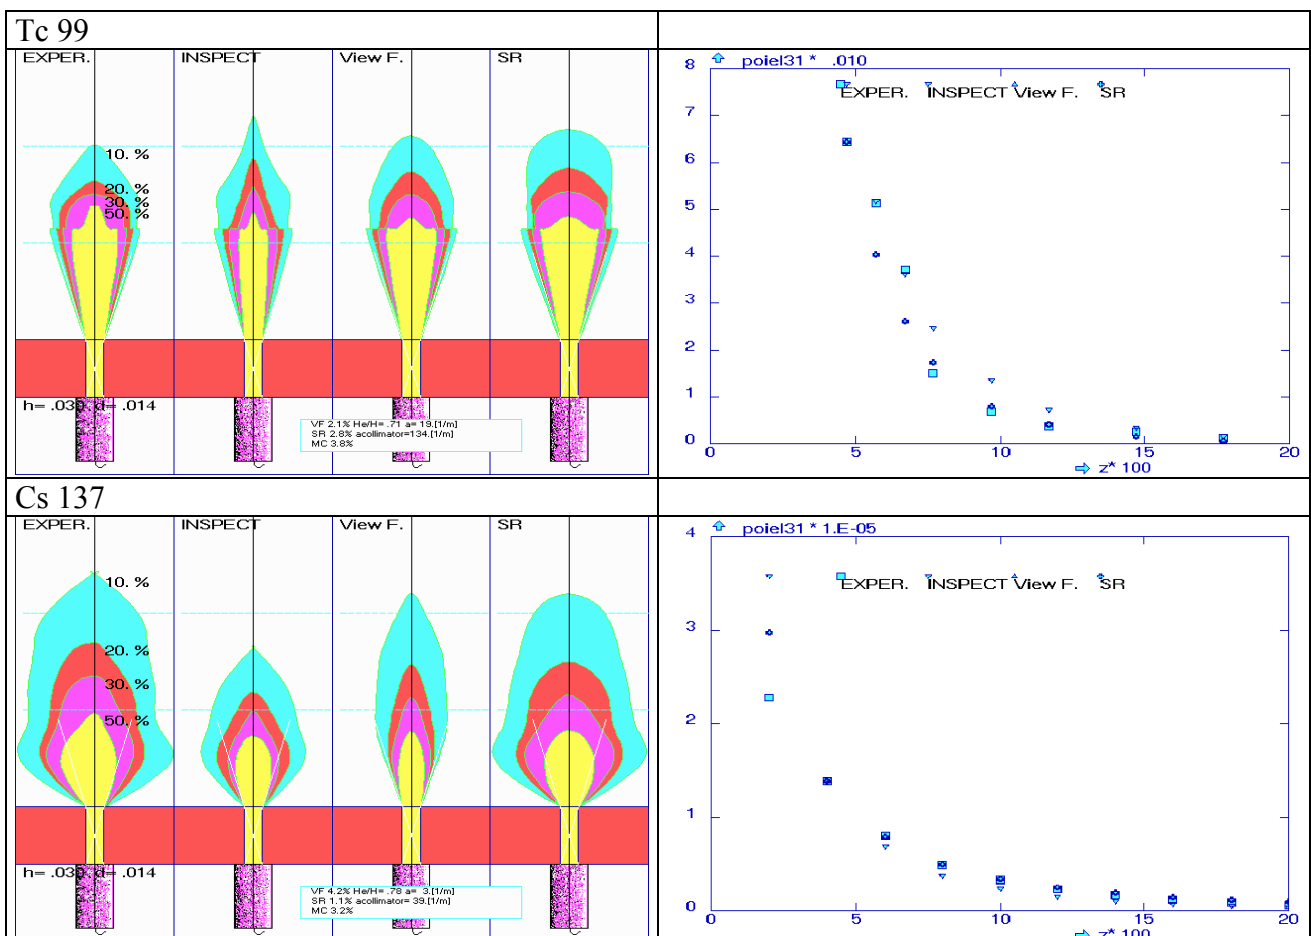 Tc 99
EXPER. INSPECT View F. SR
10. %
20. %
30. %
50. %
h= .030, d= .014
VF 2.1% He/H= .71 a= 19.[1/m]
SR 2.8% acollimator=134.[1/m]
MC 3.8%
poiel31 * .010
EXPER. INSPECT View F. SR
8
7
6
5
4
3
2
1
0
0 5 10 15 20
z* 100
Cs 137
EXPER. INSPECT View F. SR
10. %
20. %
30. %
50. %
h= .030, d= .014
VF 4.2% He/H= .78 a= 3.[1/m]
SR 1.1% acollimator= 39.[1/m]
MC 3.2%
poiel31 * 1.E-05
EXPER. INSPECT View F. SR
4
3
2
1
0
0 5 10 15 20
z* 100